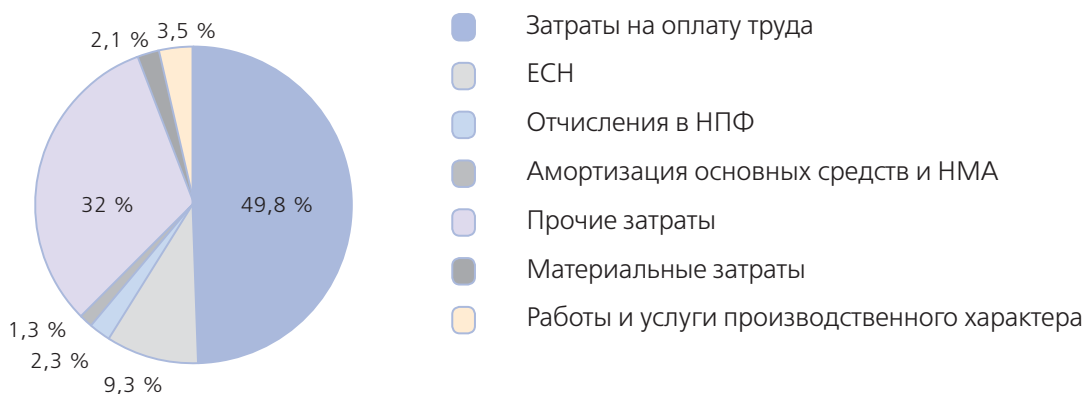 3,5 %
2,1 %
32 %
49,8 %
1,3 %
2,3 %
9,3 %
Затраты на оплату труда
ЕСН
Отчисления в НПФ
Амортизация основных средств и НМА
Прочие затраты
Материальные затраты
Работы и услуги производственного характера